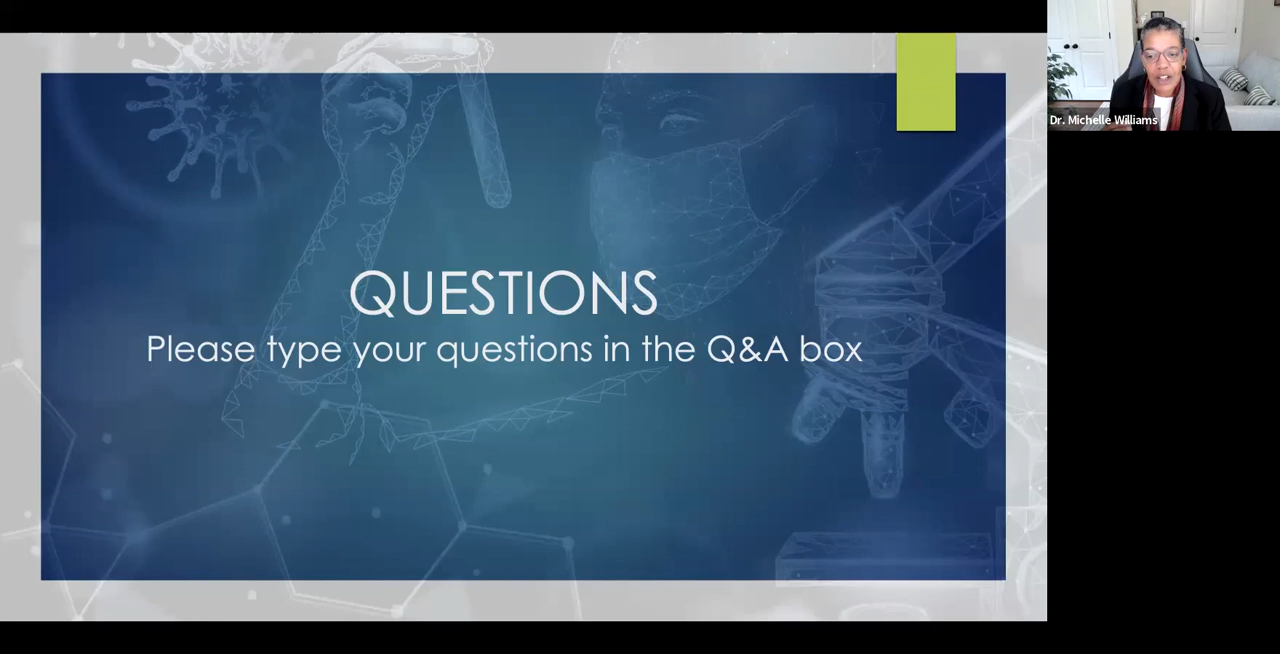 QUESTIONS
Please type your questions in the Q&A box
Dr. Michelle Williams